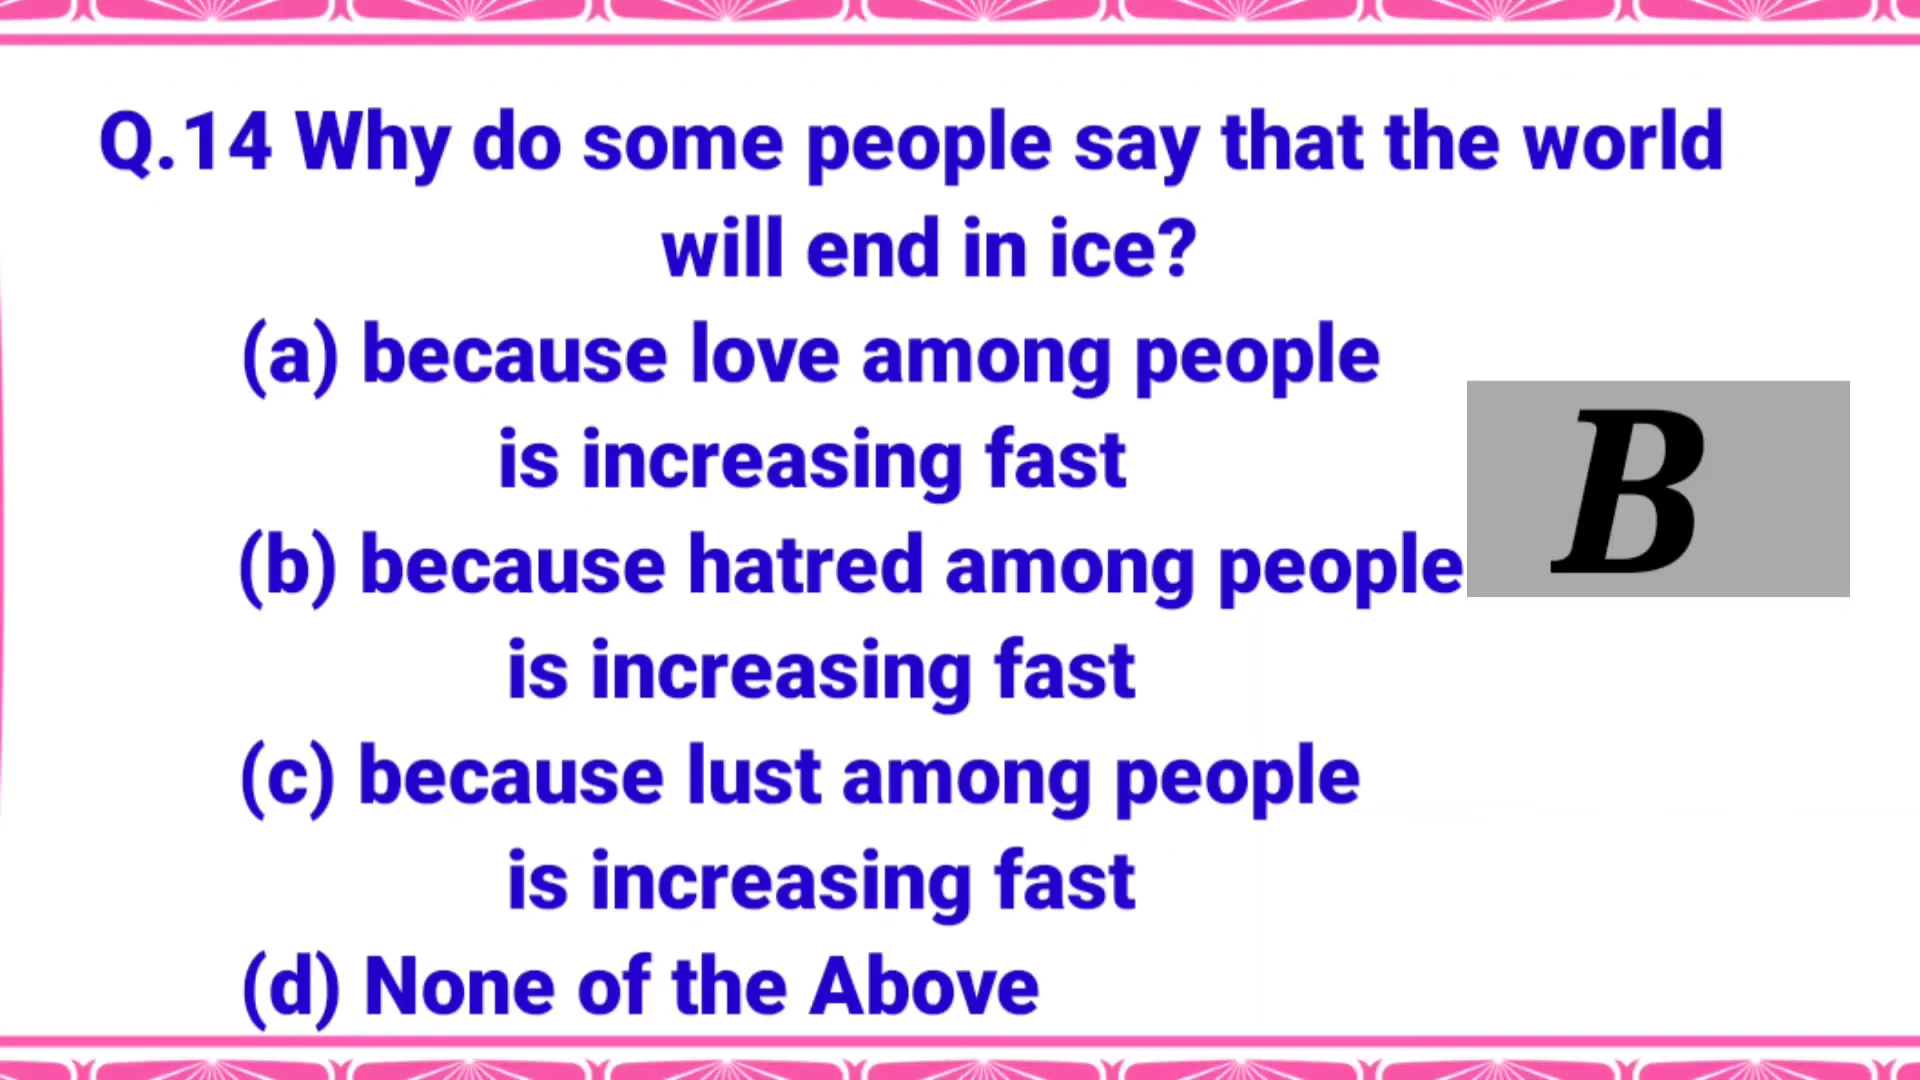 Q.14 Why do some people say that the world
will end in ice?
(a) because love among people
is increasing fast
B
(b) because hatred among people
is increasing fast
(c) because lust among people
is increasing fast
(d) None of the Above